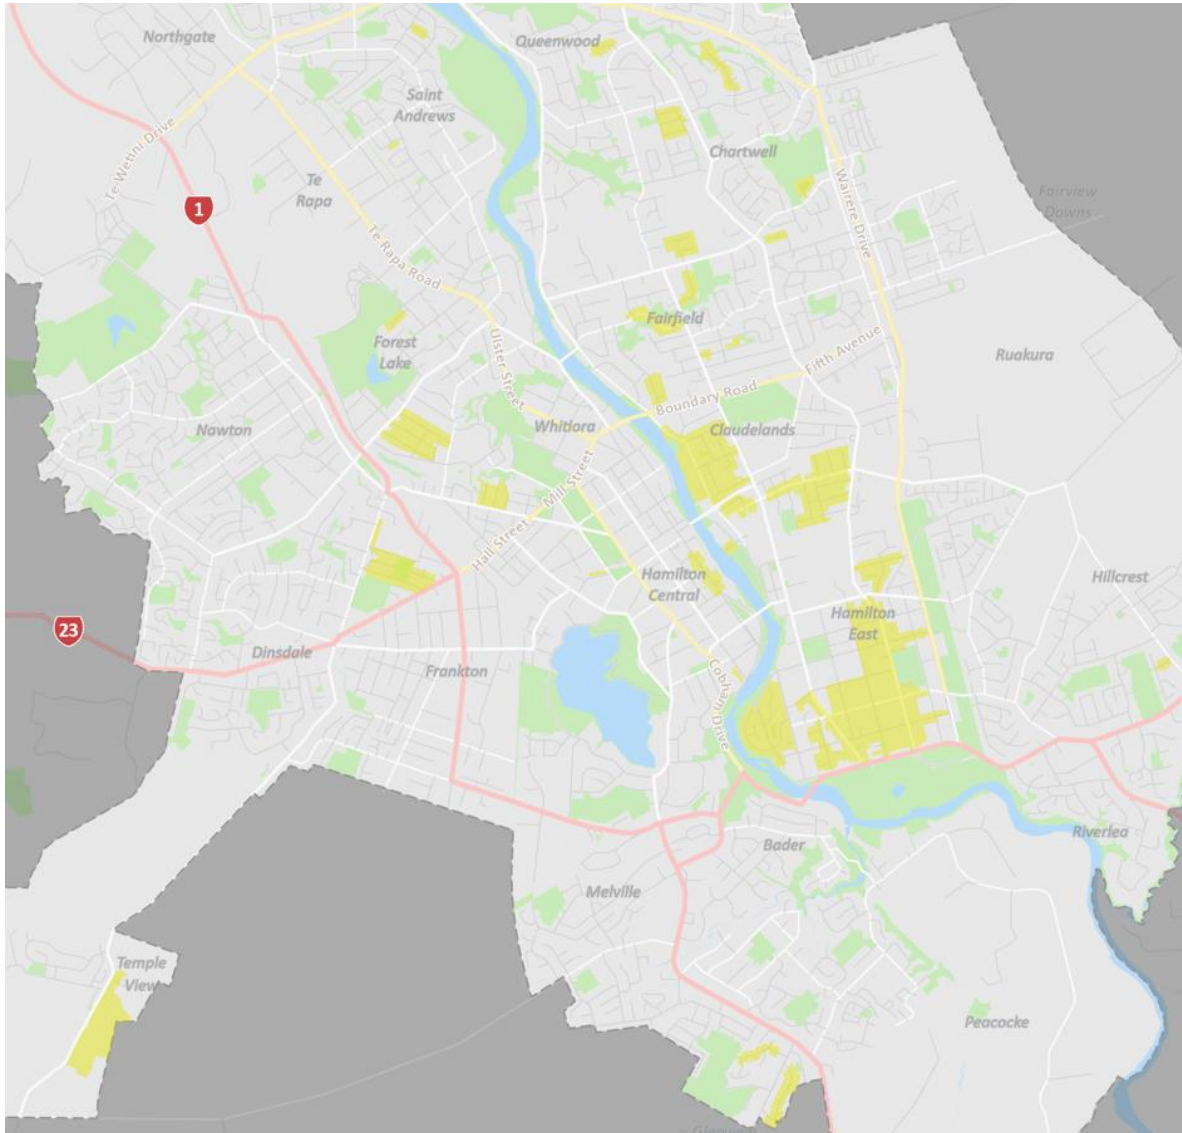 Northgate
Queenwood
Saint
Andrews
Te Wetini Drive
Chartwell
Te
Rapa
1
Wairere Drive
Fairview
Downs
Te Rapa Road
Fairfield
Forest
Lake
Ulster Street
Fifth Avenue
Ruakura
Boundary Road
Nawton
Whitiora
Claudelands
Mill Street
Hall Street
Hamilton
Central
Hillcrest
Hamilton
East
23
Dinsdale
Frankton
Cobham Drive
Riverlea
Bader
Melville
Temple
View
Peacocke